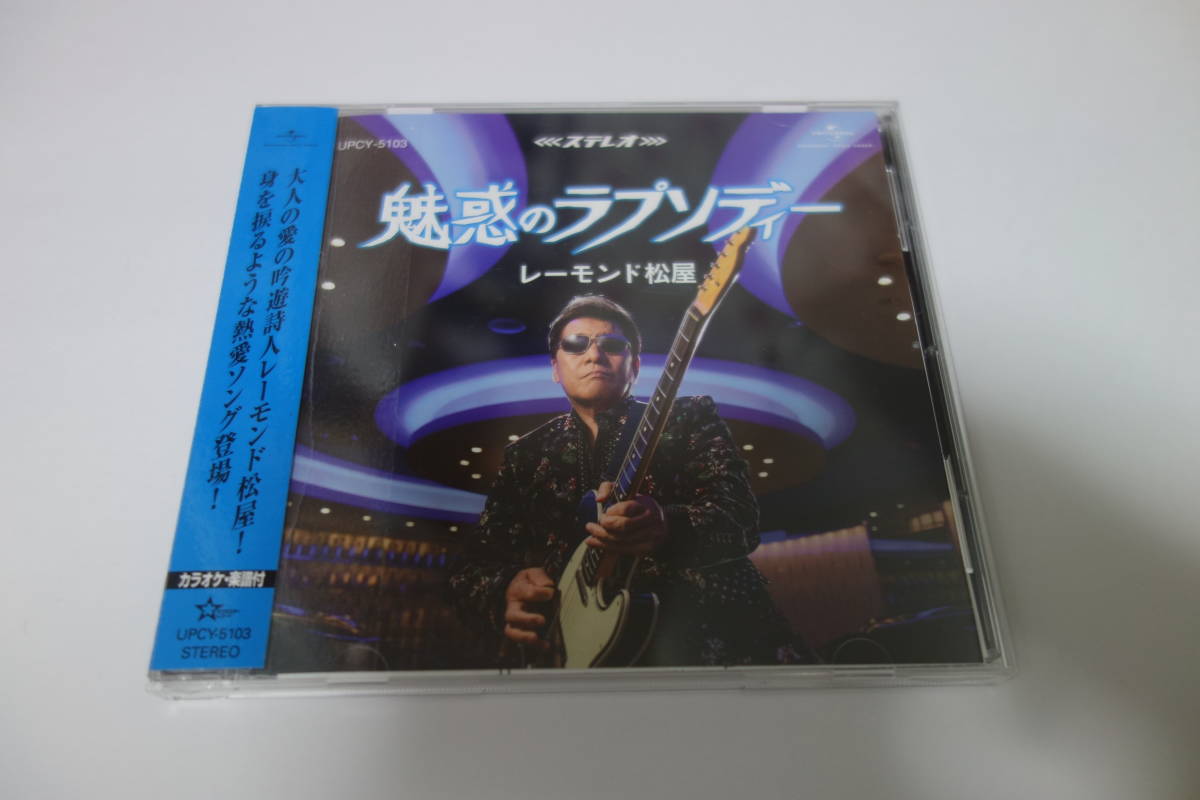 大人の愛の吟遊詩人レーモンド松屋！
身を捩るような熱愛ソング登場！
カラオケ・楽譜付
UPCY-5103
STEREO
UPCY-5103
<<<ステレオ>>>
魅惑のラプソディー
レーモンド松屋